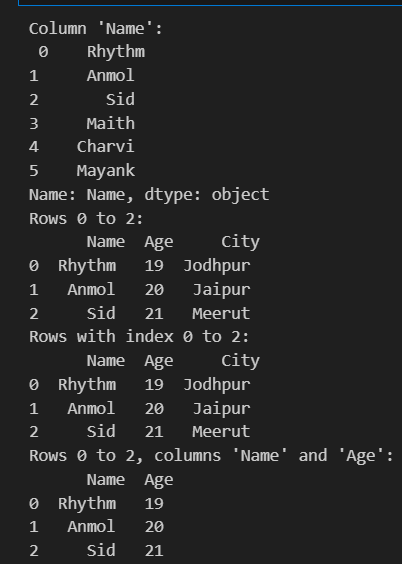 Column 'Name':
 0    Rhythm
1     Anmol
2       Sid
3     Maith
4    Charvi
5    Mayank
Name: Name, dtype: object
Rows 0 to 2:
      Name  Age     City
0  Rhythm   19  Jodhpur
1   Anmol   20   Jaipur
2     Sid   21   Meerut
Rows with index 0 to 2:
      Name  Age     City
0  Rhythm   19  Jodhpur
1   Anmol   20   Jaipur
2     Sid   21   Meerut
Rows 0 to 2, columns 'Name' and 'Age':
      Name  Age
0  Rhythm   19
1   Anmol   20
2     Sid   21